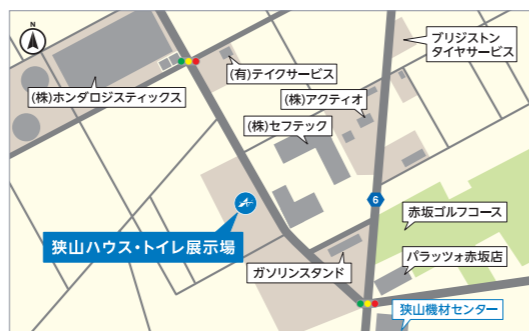 N
ブリジストン
タイヤサービス
(有)テイクサービス
(株)ホンダロジスティックス
(株)アクティオ
(株)セフテック
6
赤坂ゴルフコース
狭山ハウス・トイレ展示場
パラッツォ赤坂店
ガソリンスタンド
狭山機材センター